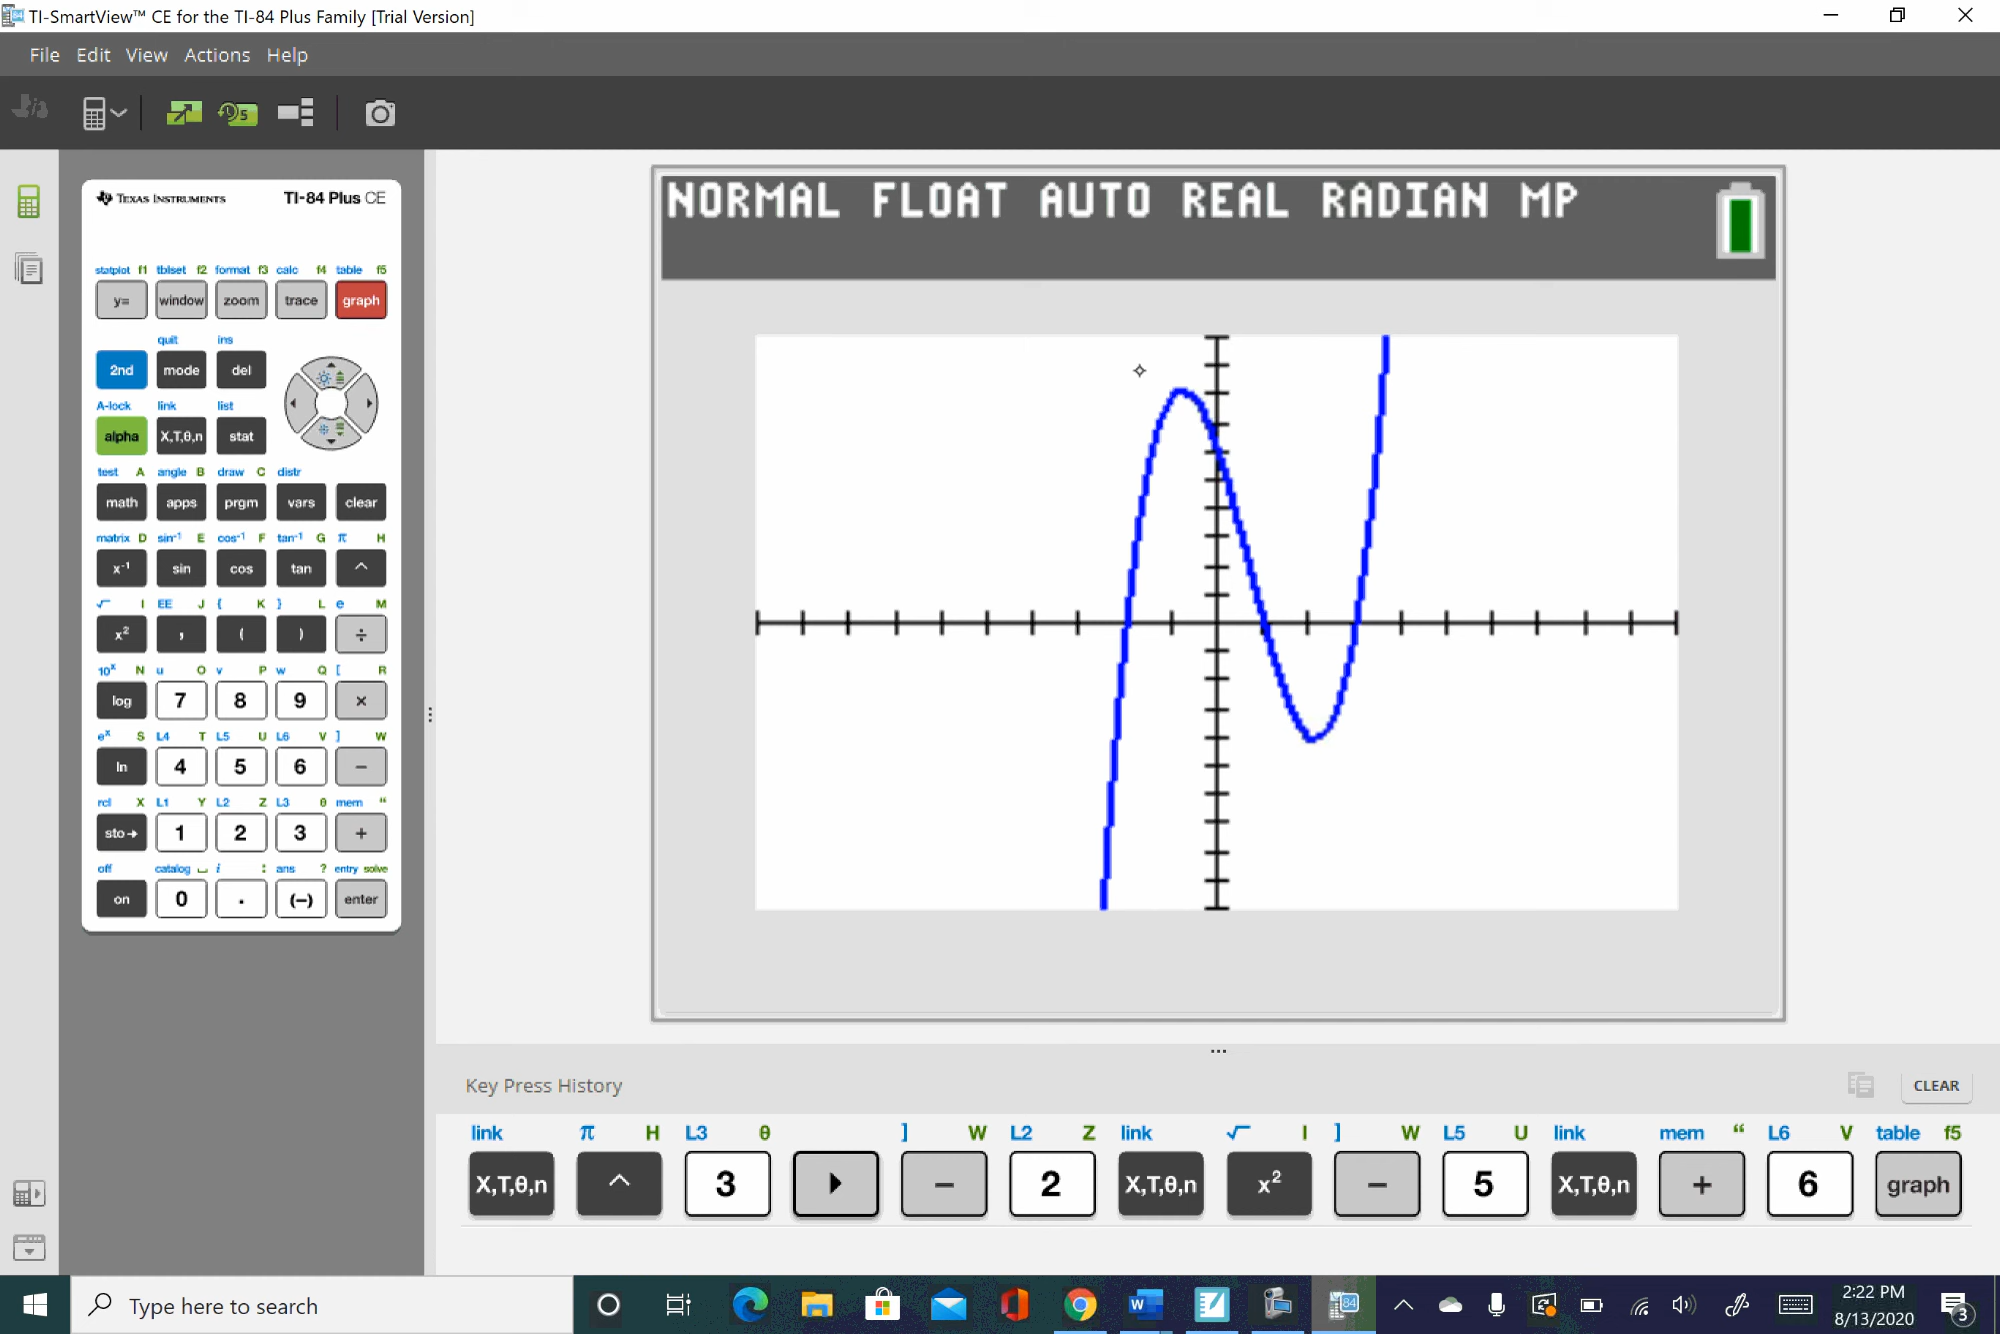 TI-SmartView™ CE for the TI-84 Plus Family [Trial Version]
File Edit View Actions Help
NORMAL FLOAT AUTO REAL RADIAN MP
TEXAS INSTRUMENTS TI-84 Plus CE
statplot f1 tblset f2 format f3 calc f4 table f5
y= window zoom trace graph
quit ins
2nd mode del
A-lock link list
alpha X,T,θ,n stat
test A angle B draw C distr
math apps prgm vars clear
matrix D sin⁻¹ E cos⁻¹ F tan⁻¹ G π H
x⁻¹ sin cos tan ^
√ I EE J { K } L e M
x² , ( ) ÷
10ˣ N u O v P w Q [ R
log 7 8 9 ×
eˣ S L4 T L5 U L6 V ] W
ln 4 5 6 −
rcl X L1 Y L2 Z L3 θ mem “
sto→ 1 2 3 +
off catalog ⎵ i : ans ? entry solve
on 0 . (−) enter
Key Press History CLEAR
link π H L3 θ ] W L2 Z link √ I ] W L5 U link mem “ L6 V table f5
X,T,θ,n ^ 3 − 2 X,T,θ,n x² − 5 X,T,θ,n + 6 graph
Type here to search
84
2:22 PM
8/13/2020
3